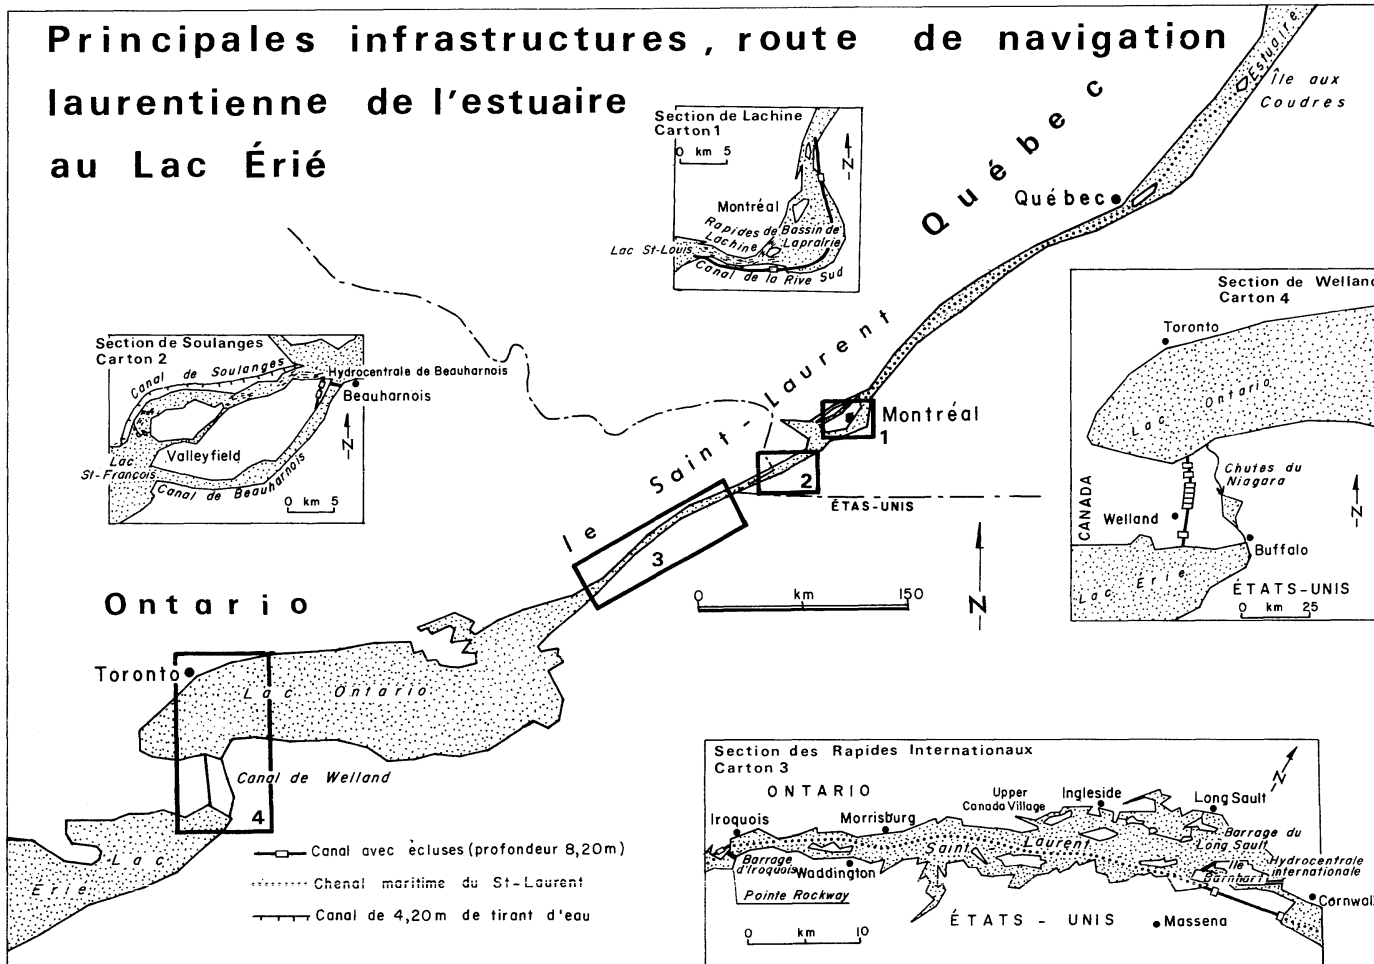 Principales infrastructures, route de navigation
laurentienne de l'estuaire
au Lac Érié
Estuaire
Île aux
Coudres
Québec
Québec
le Saint-Laurent
Montréal
1
2
3
ÉTAS-UNIS
0 km 150
N
Section de Lachine
Carton 1
0 km 5
N
Montréal
Rapides de
Lachine
Bassin de
Laprairie
Lac St-Louis
Canal de la Rive Sud
Section de Soulanges
Carton 2
Canal de Soulanges
Hydrocentrale de Beauharnois
Beauharnois
N
Valleyfield
Lac
St-François
Canal de Beauharnois
0 km 5
Section de Welland
Carton 4
Toronto
Lac Ontario
Chutes du
Niagara
CANADA
Welland
N
Buffalo
Lac Érie
ÉTATS-UNIS
0 km 25
Ontario
Toronto
Lac Ontario
Canal de Welland
4
Lac
Érie
Canal avec écluses (profondeur 8,20m)
Chenal maritime du St-Laurent
Canal de 4,20m de tirant d'eau
Section des Rapides Internationaux
Carton 3
N
ONTARIO
Iroquois
Morrisburg
Upper
Canada Village
Ingleside
Long Sault
Barrage du
Long Sault
Saint Laurent
Barrage
d'Iroquois
Waddington
Pointe Rockway
Ile
Barnhart
Hydrocentrale
internationale
Cornwall
ÉTATS - UNIS
Massena
0 km 10